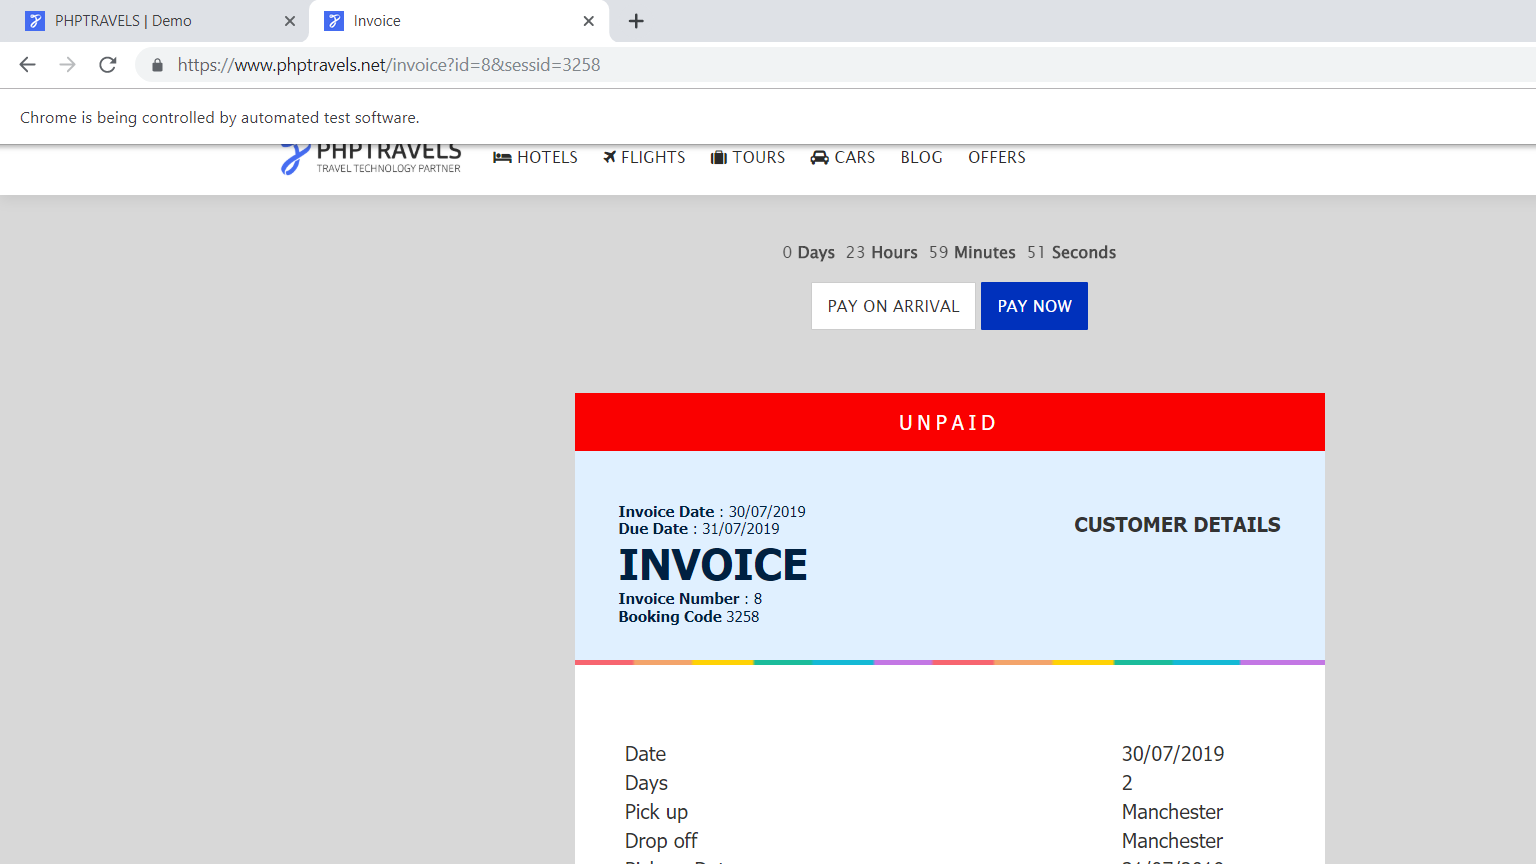 PHPTRAVELS | Demo
Invoice
https://www.phptravels.net/invoice?id=8&sessid=3258
Chrome is being controlled by automated test software.
PHPTRAVELS
TRAVEL TECHNOLOGY PARTNER
HOTELS FLIGHTS TOURS CARS BLOG OFFERS
0 Days 23 Hours 59 Minutes 51 Seconds
PAY ON ARRIVAL PAY NOW
UNPAID
Invoice Date : 30/07/2019
Due Date : 31/07/2019
INVOICE
Invoice Number : 8
Booking Code 3258
CUSTOMER DETAILS
Date 30/07/2019
Days 2
Pick up Manchester
Drop off Manchester